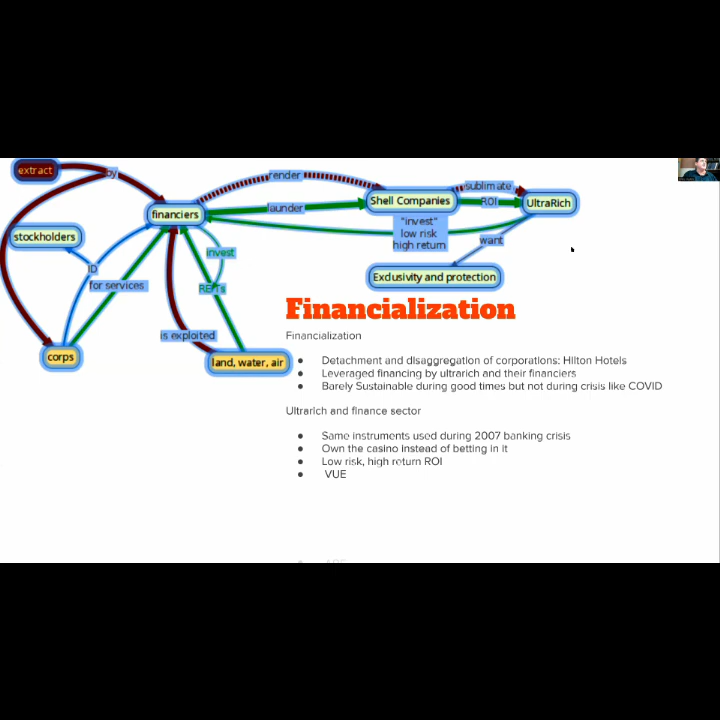 extract
by
render
sublimate
Shell Companies
ROI
UltraRich
financiers
launder
"invest"
low risk
high return
want
stockholders
invest
ID
Exclusivity and protection
for services
REITs
is exploited
corps
land, water, air
Financialization
Financialization
● Detachment and disaggregation of corporations: Hilton Hotels
● Leveraged financing by ultrarich and their financiers
● Barely Sustainable during good times but not during crisis like COVID
Ultrarich and finance sector
● Same instruments used during 2007 banking crisis
● Own the casino instead of betting in it
● Low risk, high return ROI
● VUE